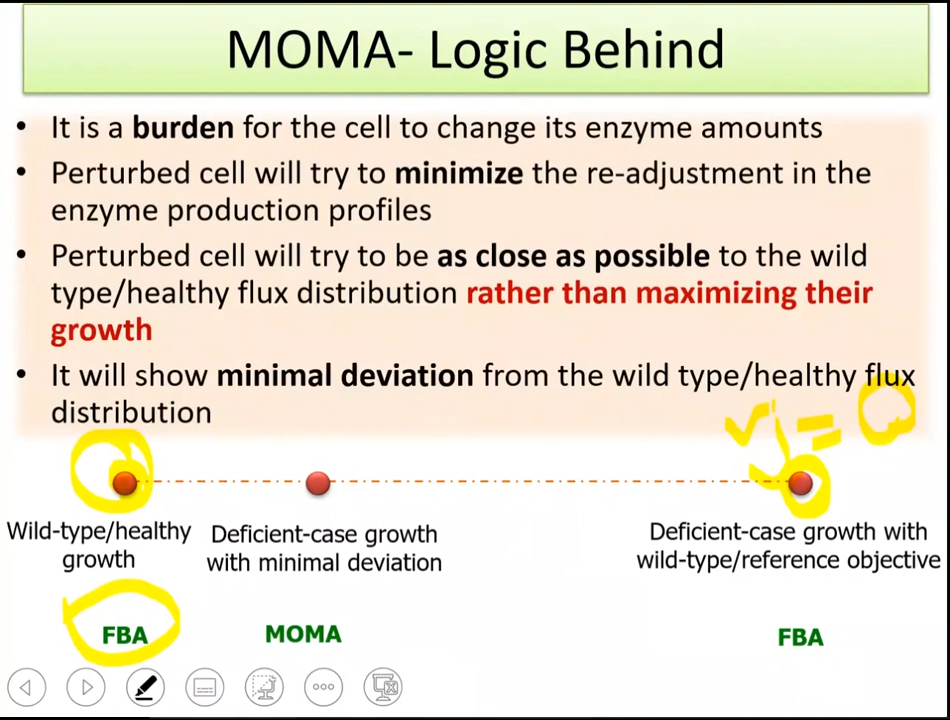 MOMA- Logic Behind
• It is a burden for the cell to change its enzyme amounts
• Perturbed cell will try to minimize the re-adjustment in the
enzyme production profiles
• Perturbed cell will try to be as close as possible to the wild
type/healthy flux distribution rather than maximizing their
growth
• It will show minimal deviation from the wild type/healthy flux
distribution
vj = 0
Wild-type/healthy
growth
Deficient-case growth
with minimal deviation
Deficient-case growth with
wild-type/reference objective
FBA
MOMA
FBA